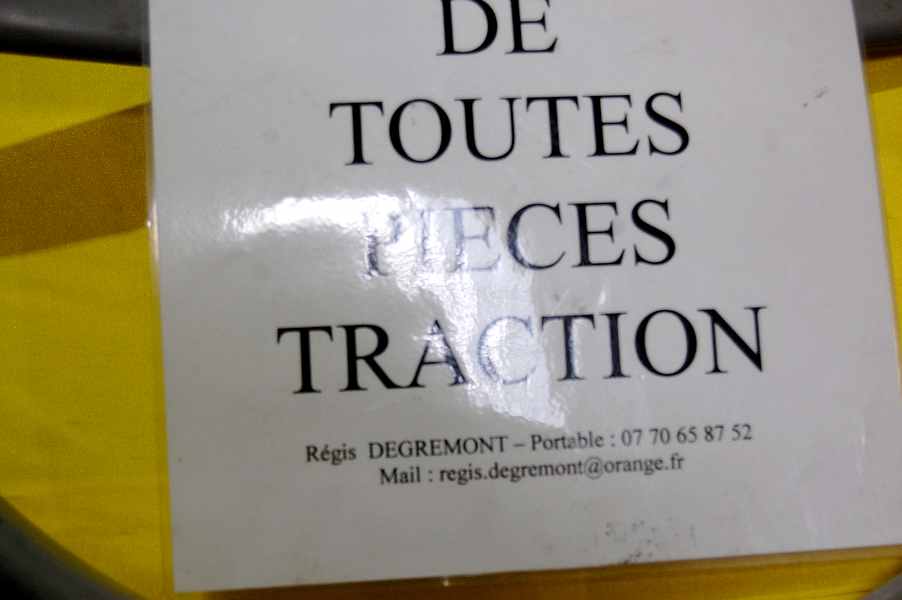 DE
TOUTES
PIECES
TRACTION
Régis DEGREMONT – Portable : 07 70 65 87 52
Mail : regis.degremont@orange.fr